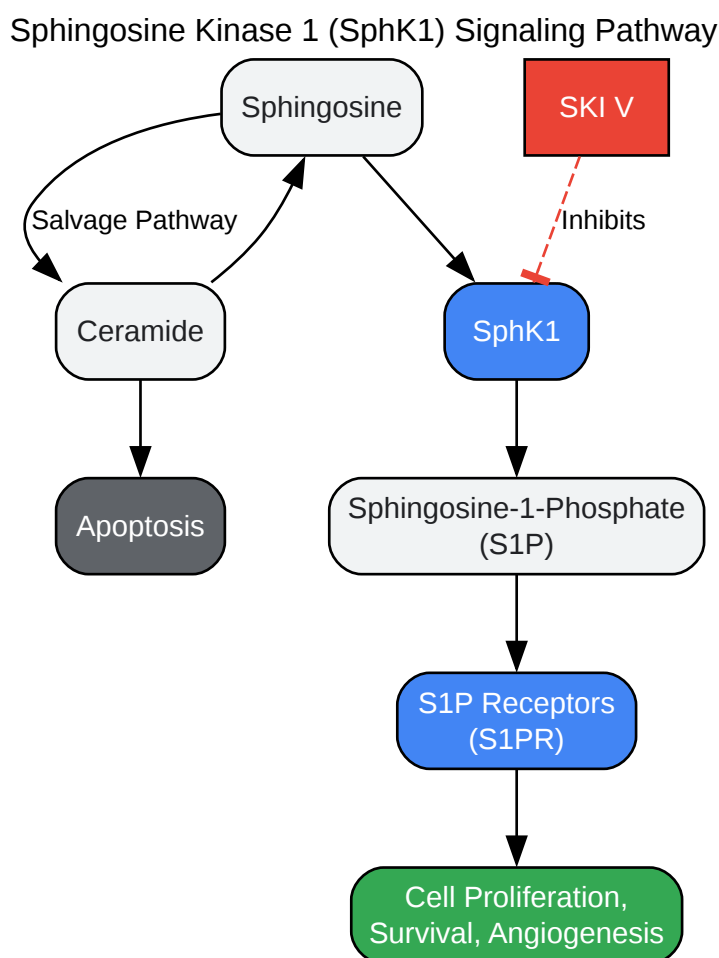 Sphingosine Kinase 1 (SphK1) Signaling Pathway
Sphingosine
SKI V
Salvage Pathway
Inhibits
Ceramide
SphK1
Apoptosis
Sphingosine-1-Phosphate
(S1P)
S1P Receptors
(S1PR)
Cell Proliferation,
Survival, Angiogenesis